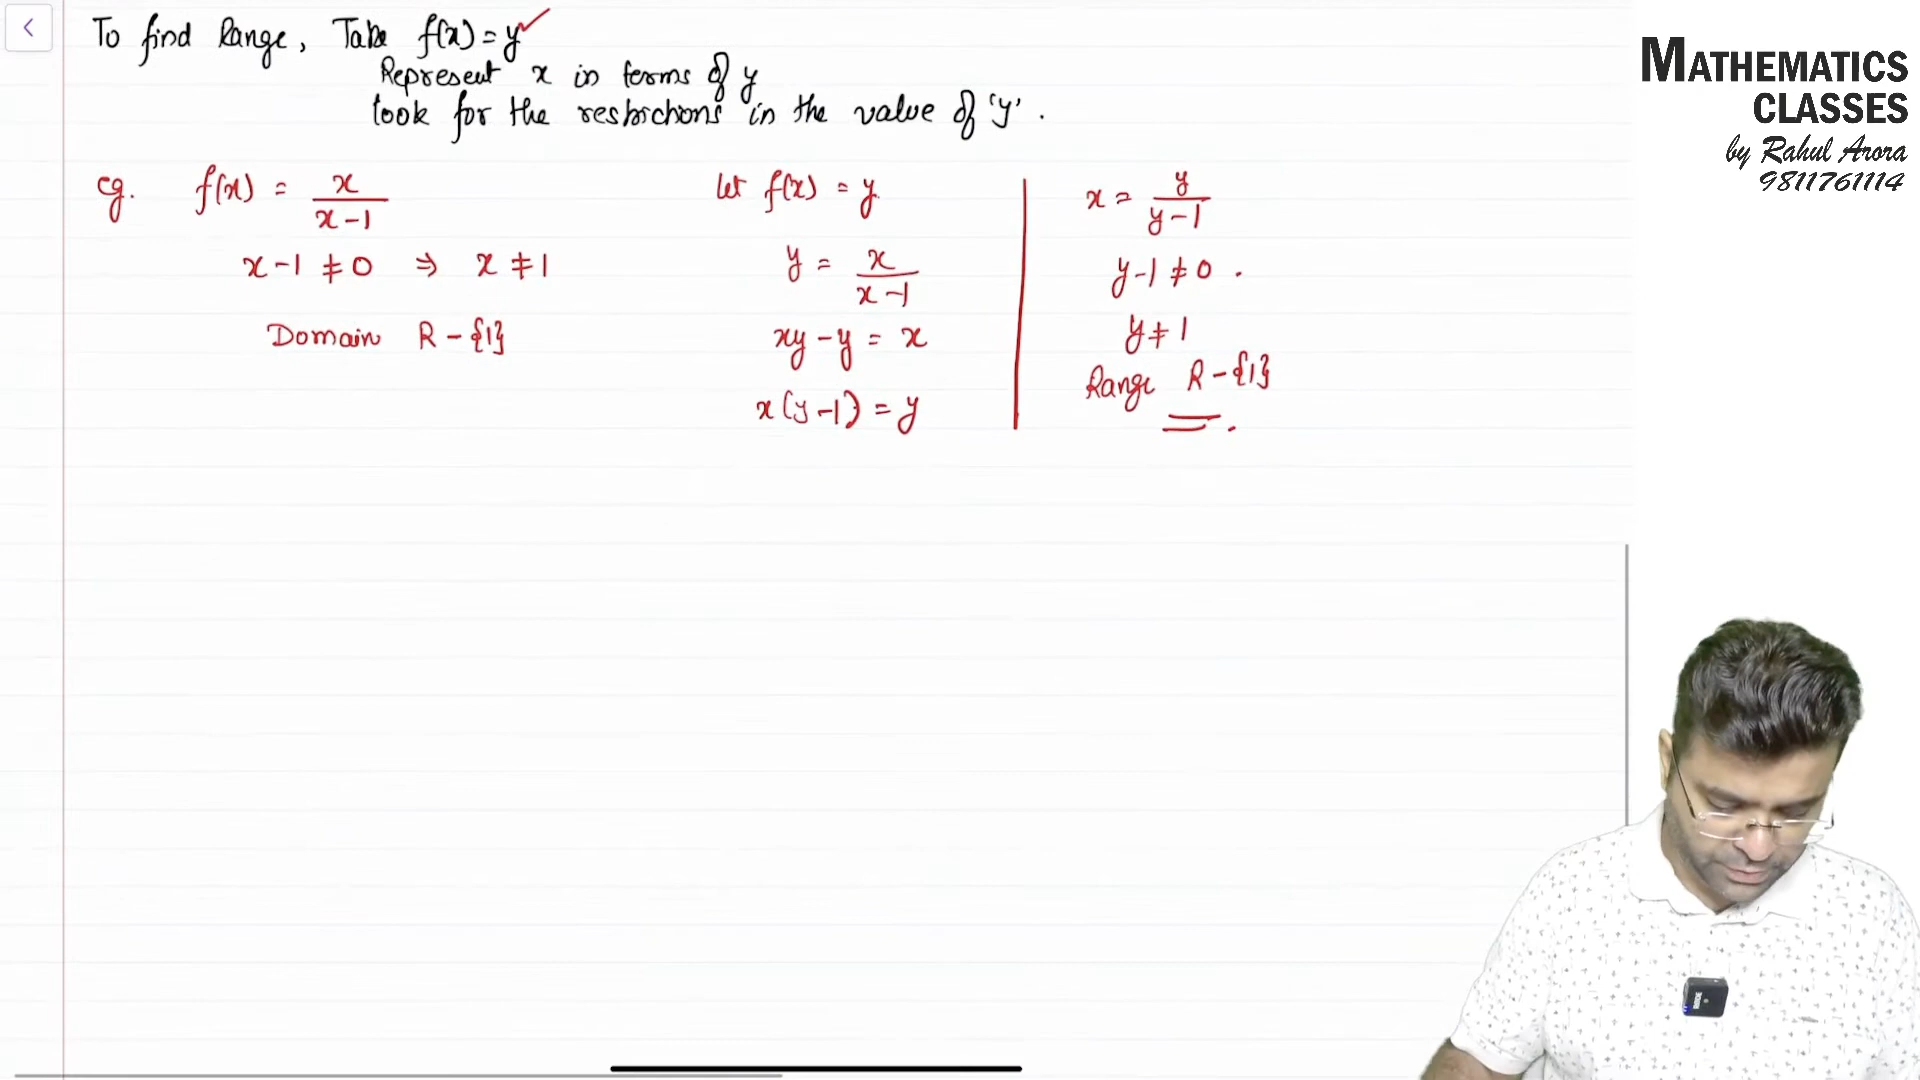 To find Range, Take f(x) = y ✓
Represent x in terms of y
look for the restrictions in the value of 'y'.
eg. f(x) = x / (x-1)
x-1 ≠ 0 ⇒ x ≠ 1
Domain R-{1}
let f(x) = y.
y = x / (x-1)
xy - y = x
x(y-1) = y
x = y / (y-1)
y-1 ≠ 0 .
y ≠ 1
Range R-{1}
MATHEMATICS
CLASSES
by Rahul Arora
9811761114